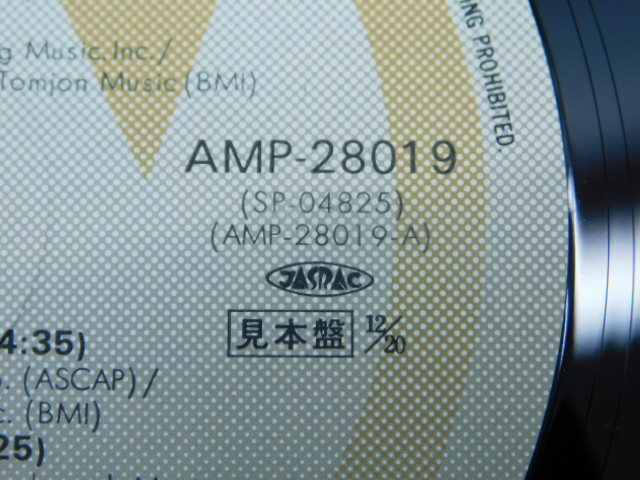 g Music. Inc./
Tomjon Music (BMI)
ING PROHIBITED.
AMP-28019
(SP-04825)
(AMP-28019-A)
JASRAC
見本盤 12/20
4:35)
. (ASCAP)/
c. (BMI)
25)